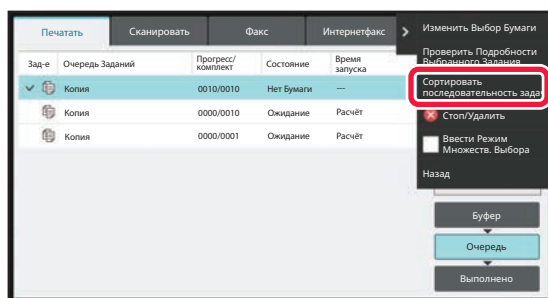 Печатать
Сканировать
Факс
Интернетфакс
Зад-е
Очередь Заданий
Прогресс/
комплект
Состояние
Время
запуска
Копия
0010/0010
Нет Бумаги
---
Копия
0000/0010
Ожидание
Расчёт
Копия
0000/0001
Ожидание
Расчёт
Изменить Выбор Бумаги
Проверить Подробности
Выбранного Задания
Сортировать
последовательность зада
Стоп/Удалить
Ввести Режим
Множеств. Выбора
Назад
Буфер
Очередь
Выполнено